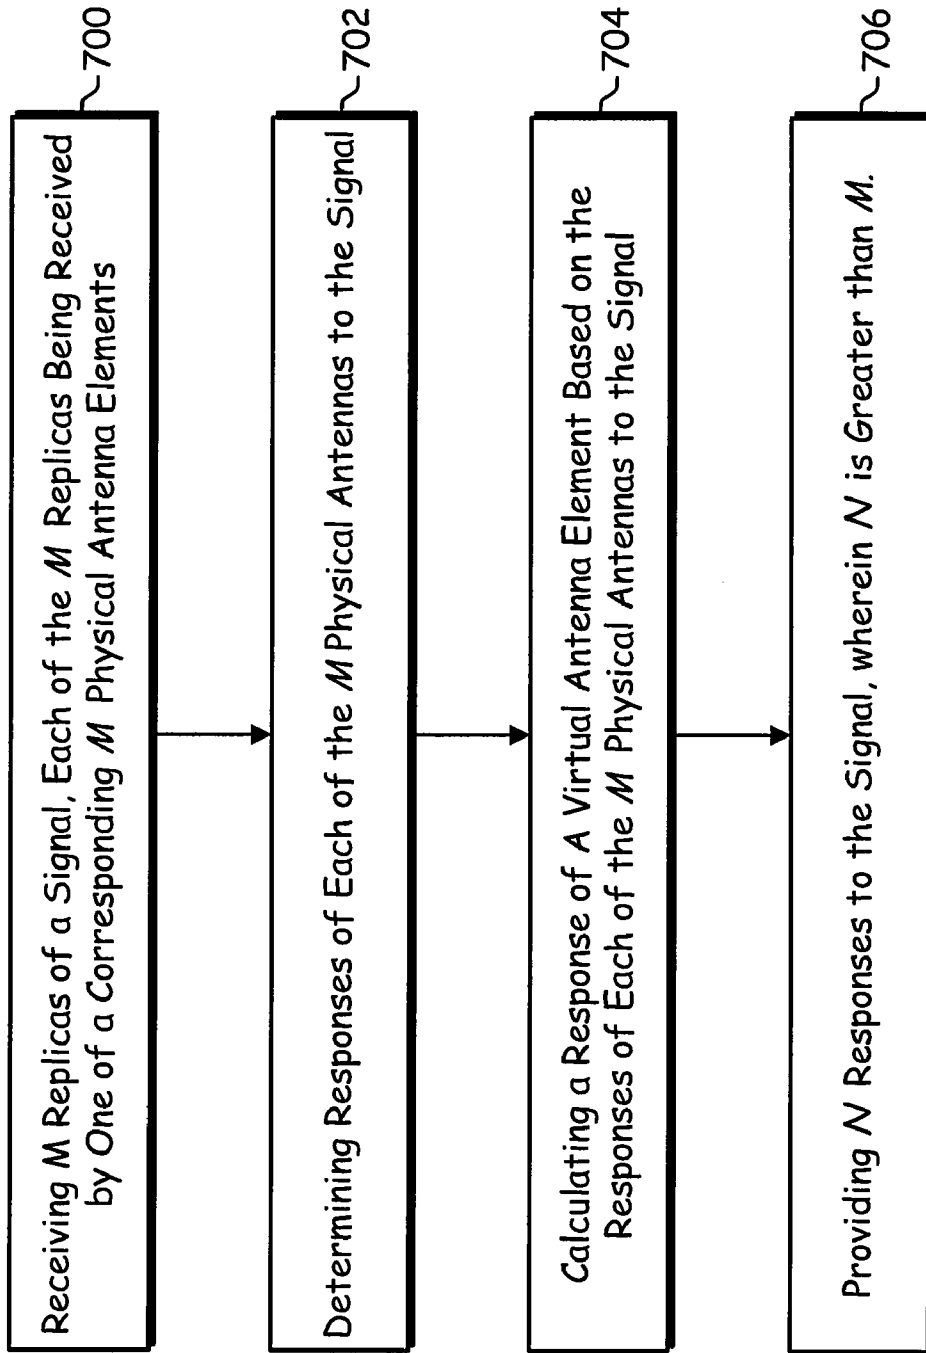 Receiving M Replicas of a Signal, Each of the M Replicas Being Received
by One of a Corresponding M Physical Antenna Elements
700
Determining Responses of Each of the M Physical Antennas to the Signal
702
Calculating a Response of A Virtual Antenna Element Based on the
Responses of Each of the M Physical Antennas to the Signal
704
Providing N Responses to the Signal, wherein N is Greater than M.
706